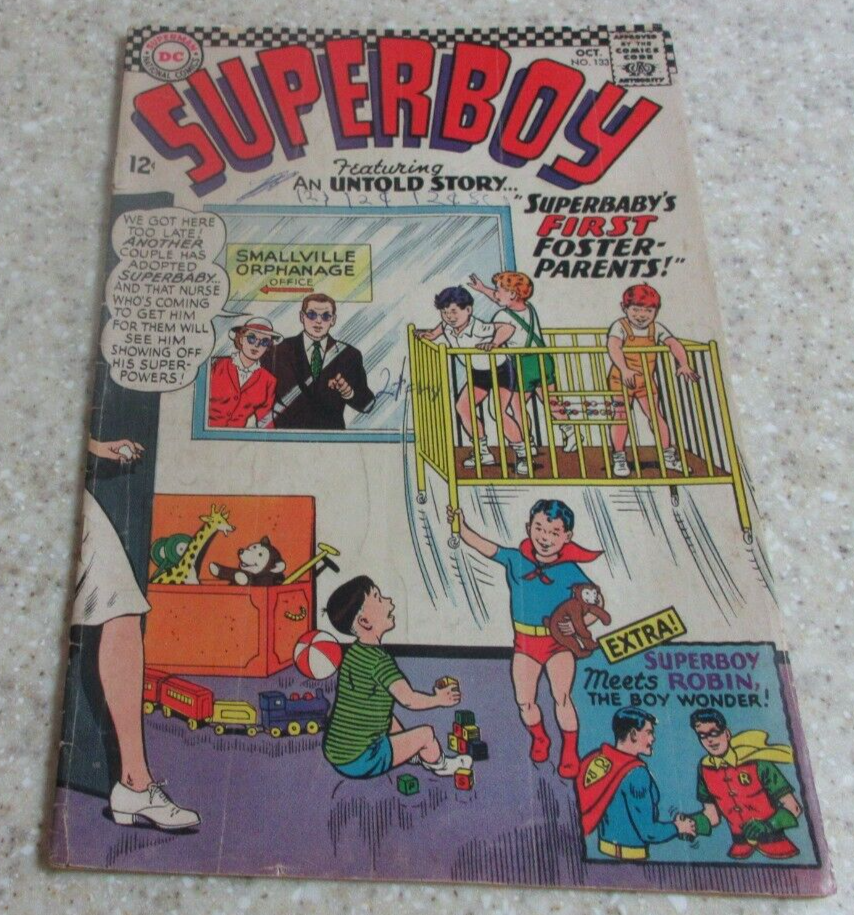 SUPERMAN
DC
NATIONAL COMICS
SUPERBOY
OCT.
NO. 133
APPROVED
BY THE
COMICS
CODE
AUTHORITY
12¢
Featuring
AN UNTOLD STORY...
"SUPERBABY'S
FIRST
FOSTER-
PARENTS!"
WE GOT HERE
TOO LATE!
ANOTHER
COUPLE HAS
ADOPTED
SUPERBABY...
AND THAT NURSE
WHO'S COMING
TO GET HIM
FOR THEM WILL
SEE HIM
SHOWING OFF
HIS SUPER-
POWERS!
SMALLVILLE
ORPHANAGE
OFFICE
EXTRA!
SUPERBOY
Meets ROBIN,
THE BOY WONDER!
R